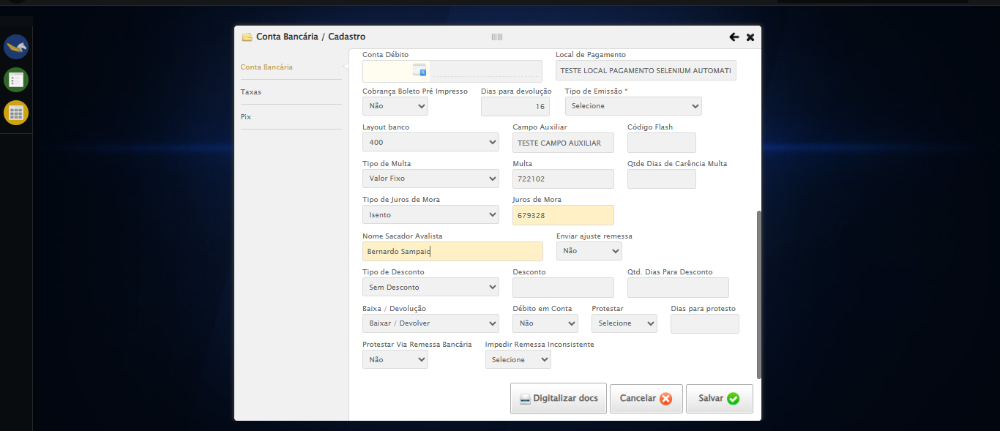 Conta Bancária / Cadastro
Conta Bancária
Taxas
Pix
Conta Débito Local de Pagamento
TESTE LOCAL PAGAMENTO SELENIUM AUTOMATI
Cobrança Boleto Pré Impresso Dias para devolução Tipo de Emissão *
Não 16 Selecione
Layout banco Campo Auxiliar Código Flash
400 TESTE CAMPO AUXILIAR
Tipo de Multa Multa Qtde Dias de Carência Multa
Valor Fixo 722102
Tipo de Juros de Mora Juros de Mora
Isento 679328
Nome Sacador Avalista Enviar ajuste remessa
Bernardo Sampaio Não
Tipo de Desconto Desconto Qtd. Dias Para Desconto
Sem Desconto
Baixa / Devolução Débito em Conta Protestar Dias para protesto
Baixar / Devolver Não Selecione
Protestar Via Remessa Bancária Impedir Remessa Inconsistente
Não Selecione
Digitalizar docs Cancelar Salvar